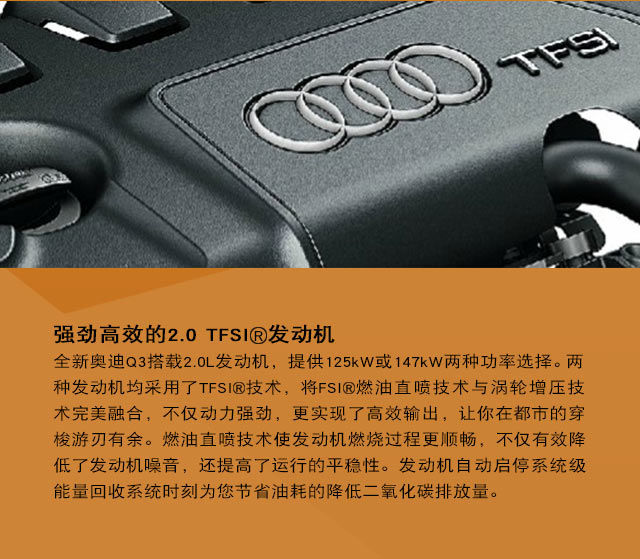 TFSI
强劲高效的2.0 TFSI®发动机
全新奥迪Q3搭载2.0L发动机，提供125kW或147kW两种功率选择。两
种发动机均采用了TFSI®技术，将FSI®燃油直喷技术与涡轮增压技
术完美融合，不仅动力强劲，更实现了高效输出，让你在都市的穿
梭游刃有余。燃油直喷技术使发动机燃烧过程更顺畅，不仅有效降
低了发动机噪音，还提高了运行的平稳性。发动机自动启停系统级
能量回收系统时刻为您节省油耗的降低二氧化碳排放量。